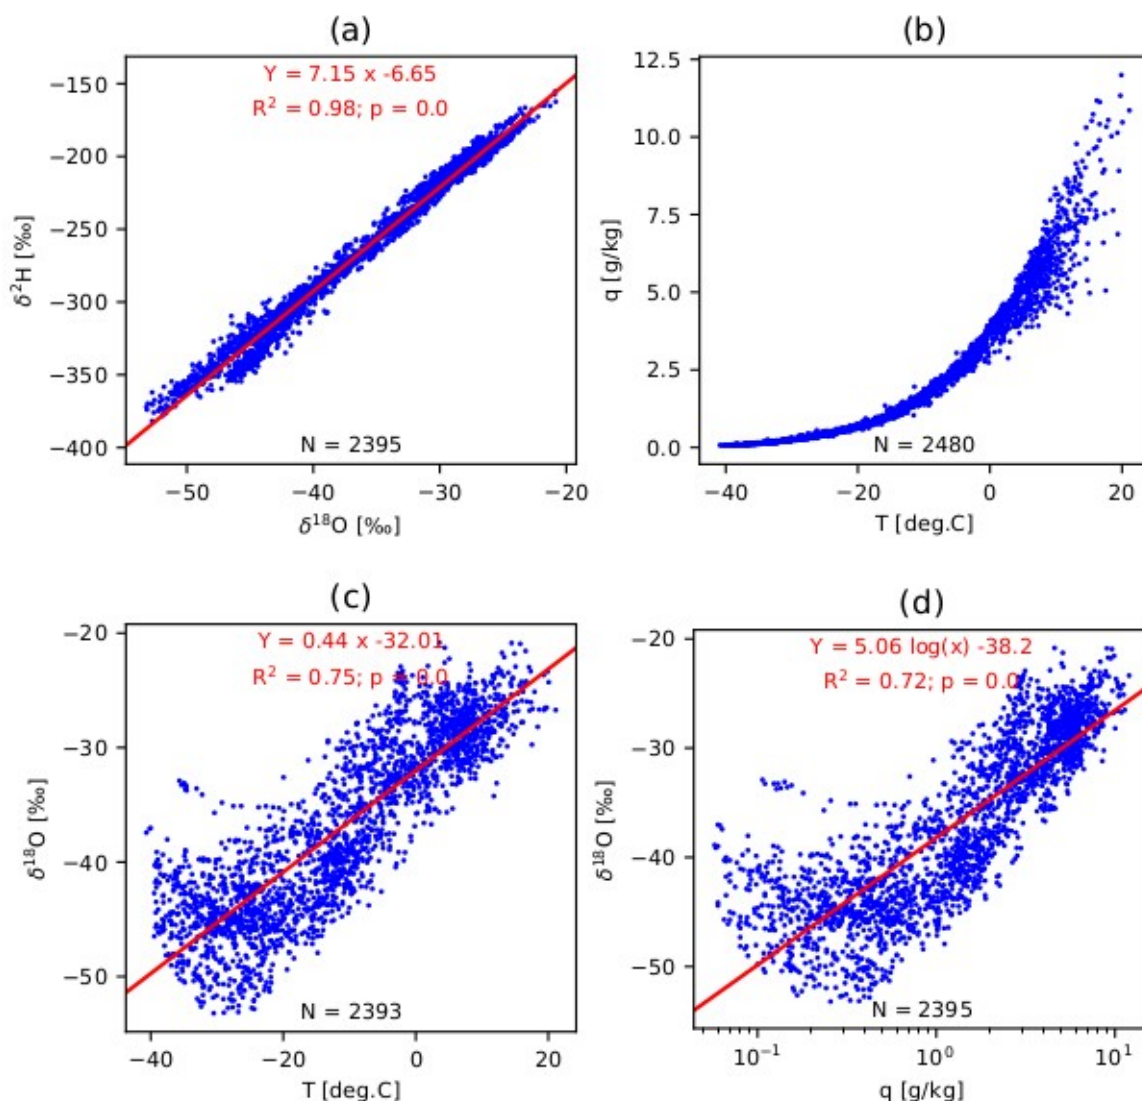 (a)
Y = 7.15 x -6.65
R² = 0.98; p = 0.0
−150
−200
−250
−300
−350
−400
δ²H [‰]
N = 2395
−50
−40
−30
−20
δ¹⁸O [‰]
(b)
12.5
10.0
7.5
5.0
2.5
0.0
q [g/kg]
N = 2480
−40
−20
0
20
T [deg.C]
(c)
Y = 0.44 x -32.01
R² = 0.75; p = 0.0
−20
−30
−40
−50
δ¹⁸O [‰]
N = 2393
−40
−20
0
20
T [deg.C]
(d)
Y = 5.06 log(x) -38.2
R² = 0.72; p = 0.0
−20
−30
−40
−50
δ¹⁸O [‰]
N = 2395
10⁻¹
10⁰
10¹
q [g/kg]